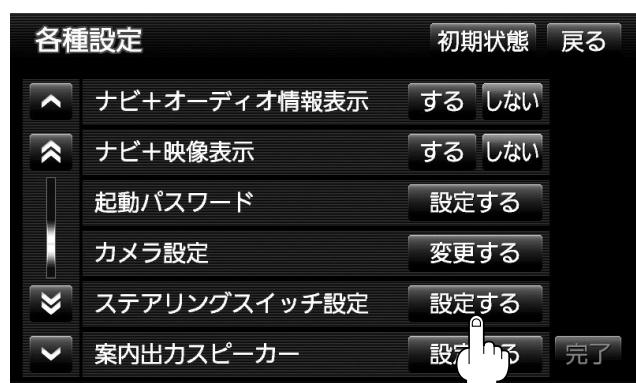 各種設定 初期状態 戻る
ナビ+オーディオ情報表示 する しない
ナビ+映像表示 する しない
起動パスワード 設定する
カメラ設定 変更する
ステアリングスイッチ設定 設定する
案内出力スピーカー 設定する 完了